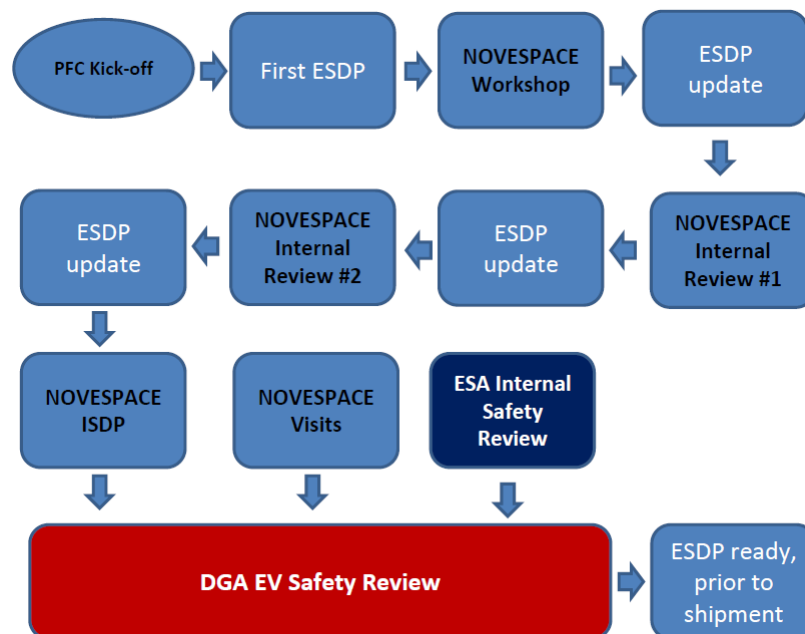 PFC Kick-off
First ESDP
NOVESPACE
Workshop
ESDP
update
ESDP
update
NOVESPACE
Internal
Review #2
ESDP
update
NOVESPACE
Internal
Review #1
NOVESPACE
ISDP
NOVESPACE
Visits
ESA Internal
Safety
Review
DGA EV Safety Review
ESDP ready,
prior to
shipment